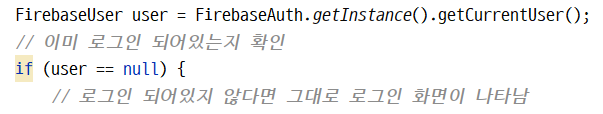 FirebaseUser user = FirebaseAuth.getInstance().getCurrentUser();
// 이미 로그인 되어있는지 확인
if (user == null) {
// 로그인 되어있지 않다면 그대로 로그인 화면이 나타남